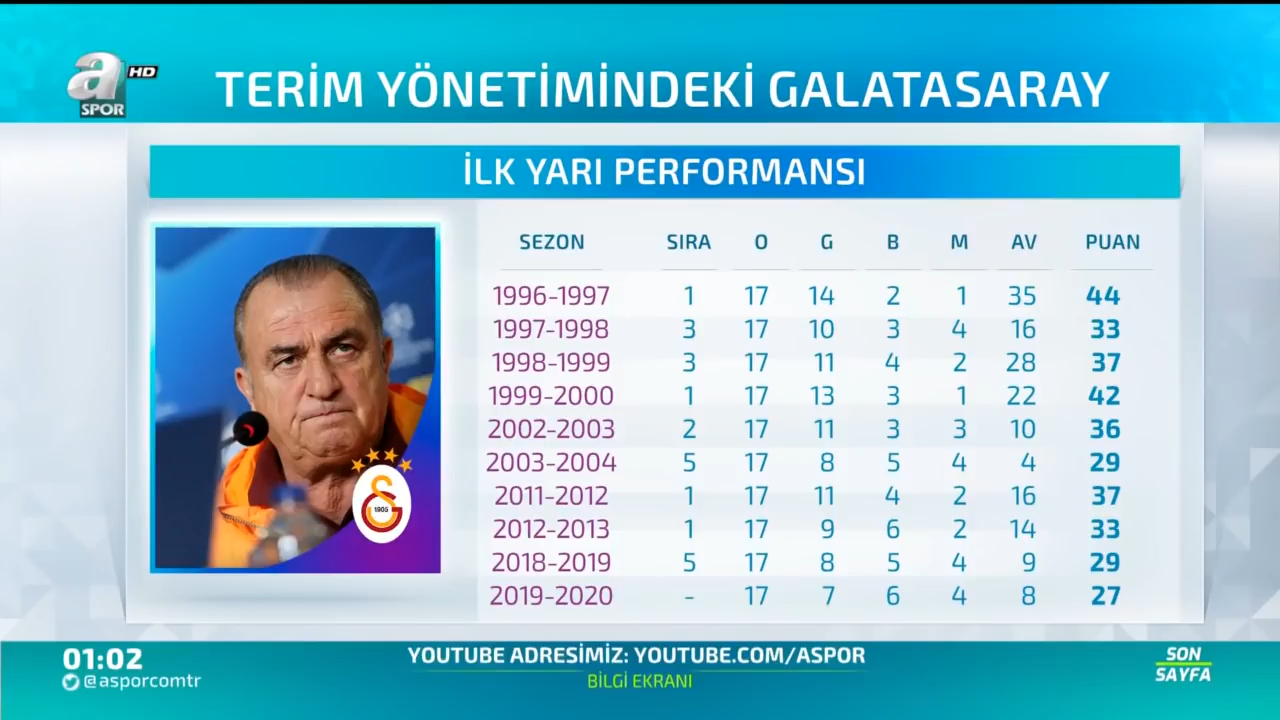 a HD
SPOR
TERİM YÖNETİMİNDEKİ GALATASARAY
İLK YARI PERFORMANSI
SEZON SIRA O G B M AV PUAN
1996-1997 1 17 14 2 1 35 44
1997-1998 3 17 10 3 4 16 33
1998-1999 3 17 11 4 2 28 37
1999-2000 1 17 13 3 1 22 42
2002-2003 2 17 11 3 3 10 36
2003-2004 5 17 8 5 4 4 29
2011-2012 1 17 11 4 2 16 37
2012-2013 1 17 9 6 2 14 33
2018-2019 5 17 8 5 4 9 29
2019-2020 - 17 7 6 4 8 27
1905
01:02
@asporcomtr
YOUTUBE ADRESİMİZ: YOUTUBE.COM/ASPOR
BİLGİ EKRANI
SON
SAYFA